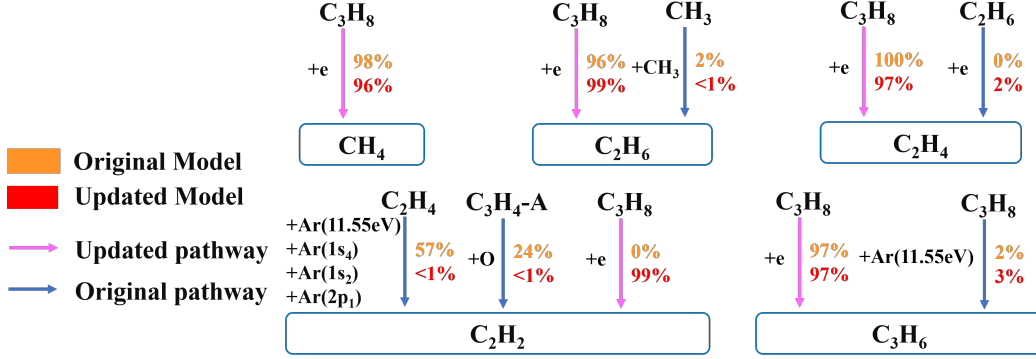 C₃H₈
+e
98%
96%
CH₄
C₃H₈
CH₃
+e
96%
99%
+CH₃
2%
<1%
C₂H₆
C₃H₈
C₂H₆
+e
100%
97%
+e
0%
2%
C₂H₄
Original Model
Updated Model
Updated pathway
Original pathway
C₂H₄
C₃H₄-A
C₃H₈
+Ar(11.55eV)
+Ar(1s₄)
+Ar(1s₂)
+Ar(2p₁)
57%
<1%
+O
24%
<1%
+e
0%
99%
C₂H₂
C₃H₈
C₃H₈
+e
97%
97%
+Ar(11.55eV)
2%
3%
C₃H₆